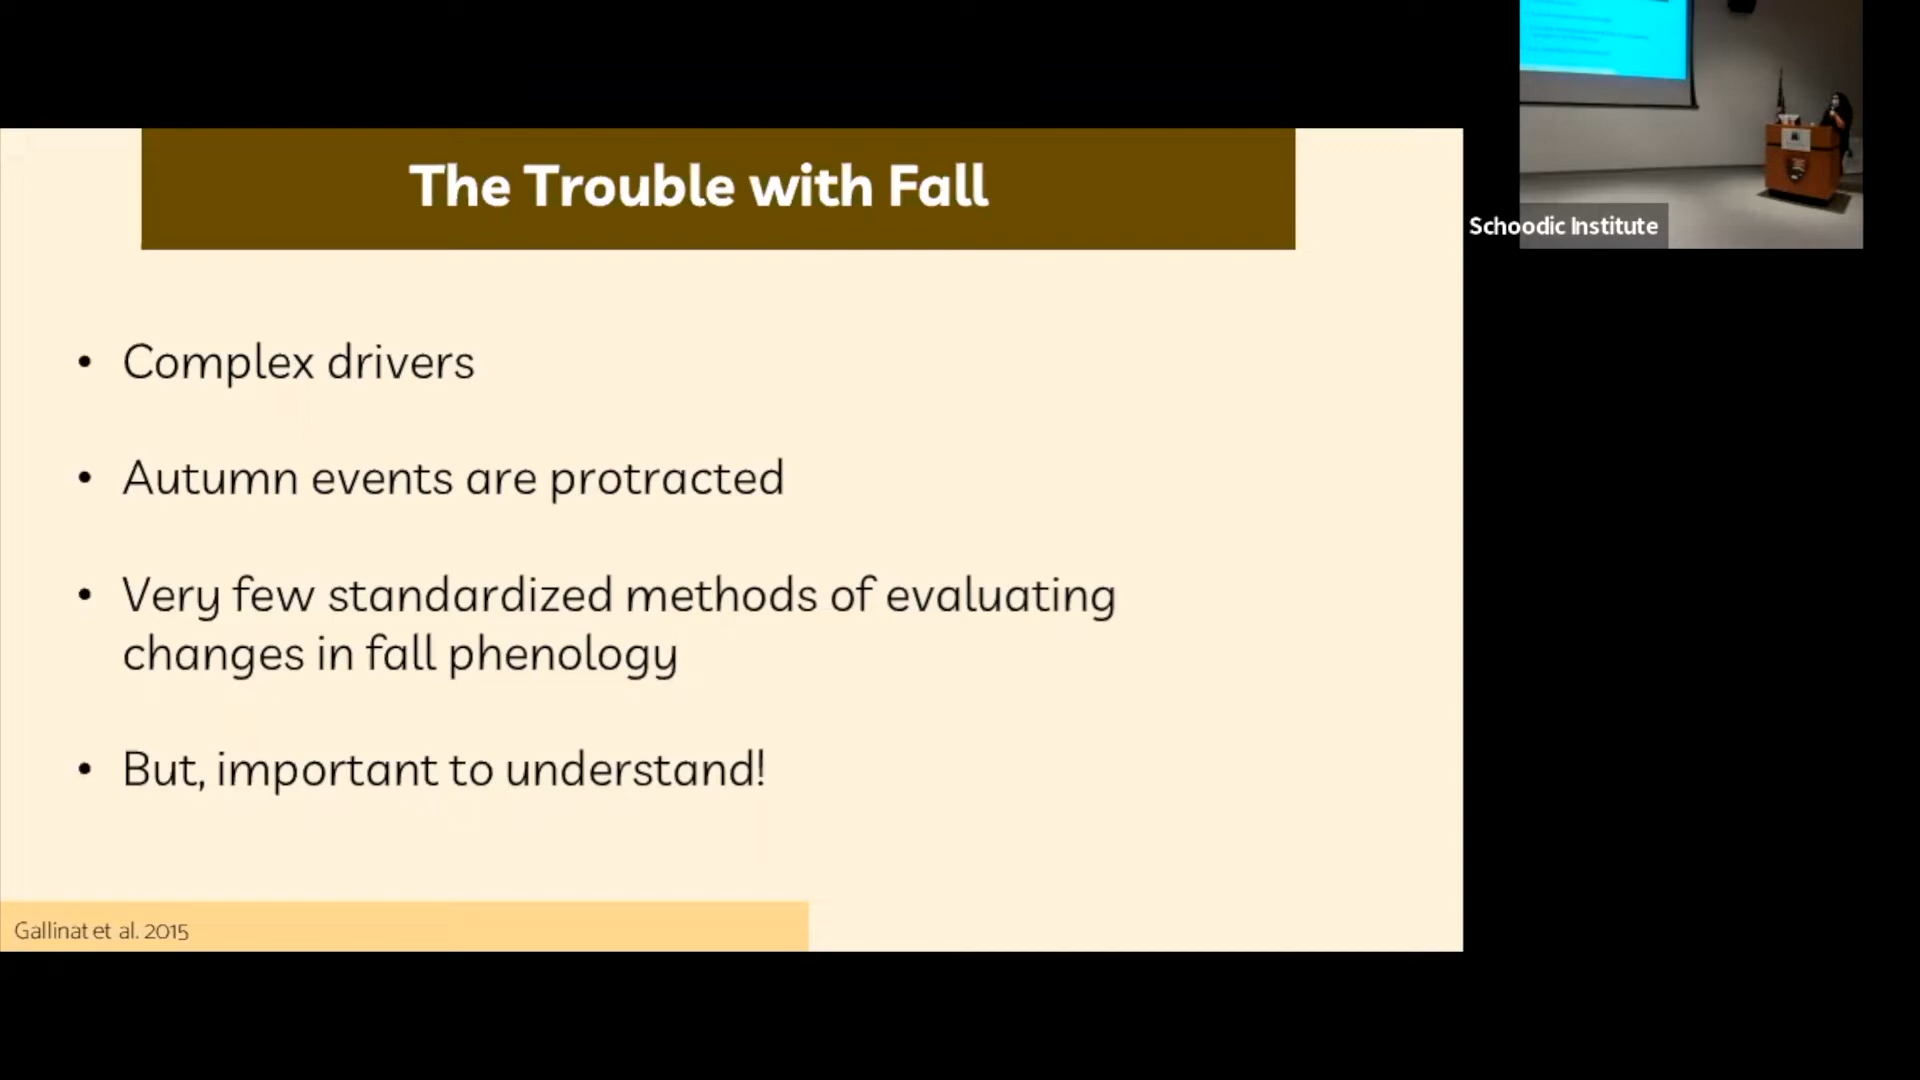 The Trouble with Fall
Schoodic Institute
• Complex drivers
• Autumn events are protracted
• Very few standardized methods of evaluating
changes in fall phenology
• But, important to understand!
Gallinat et al. 2015